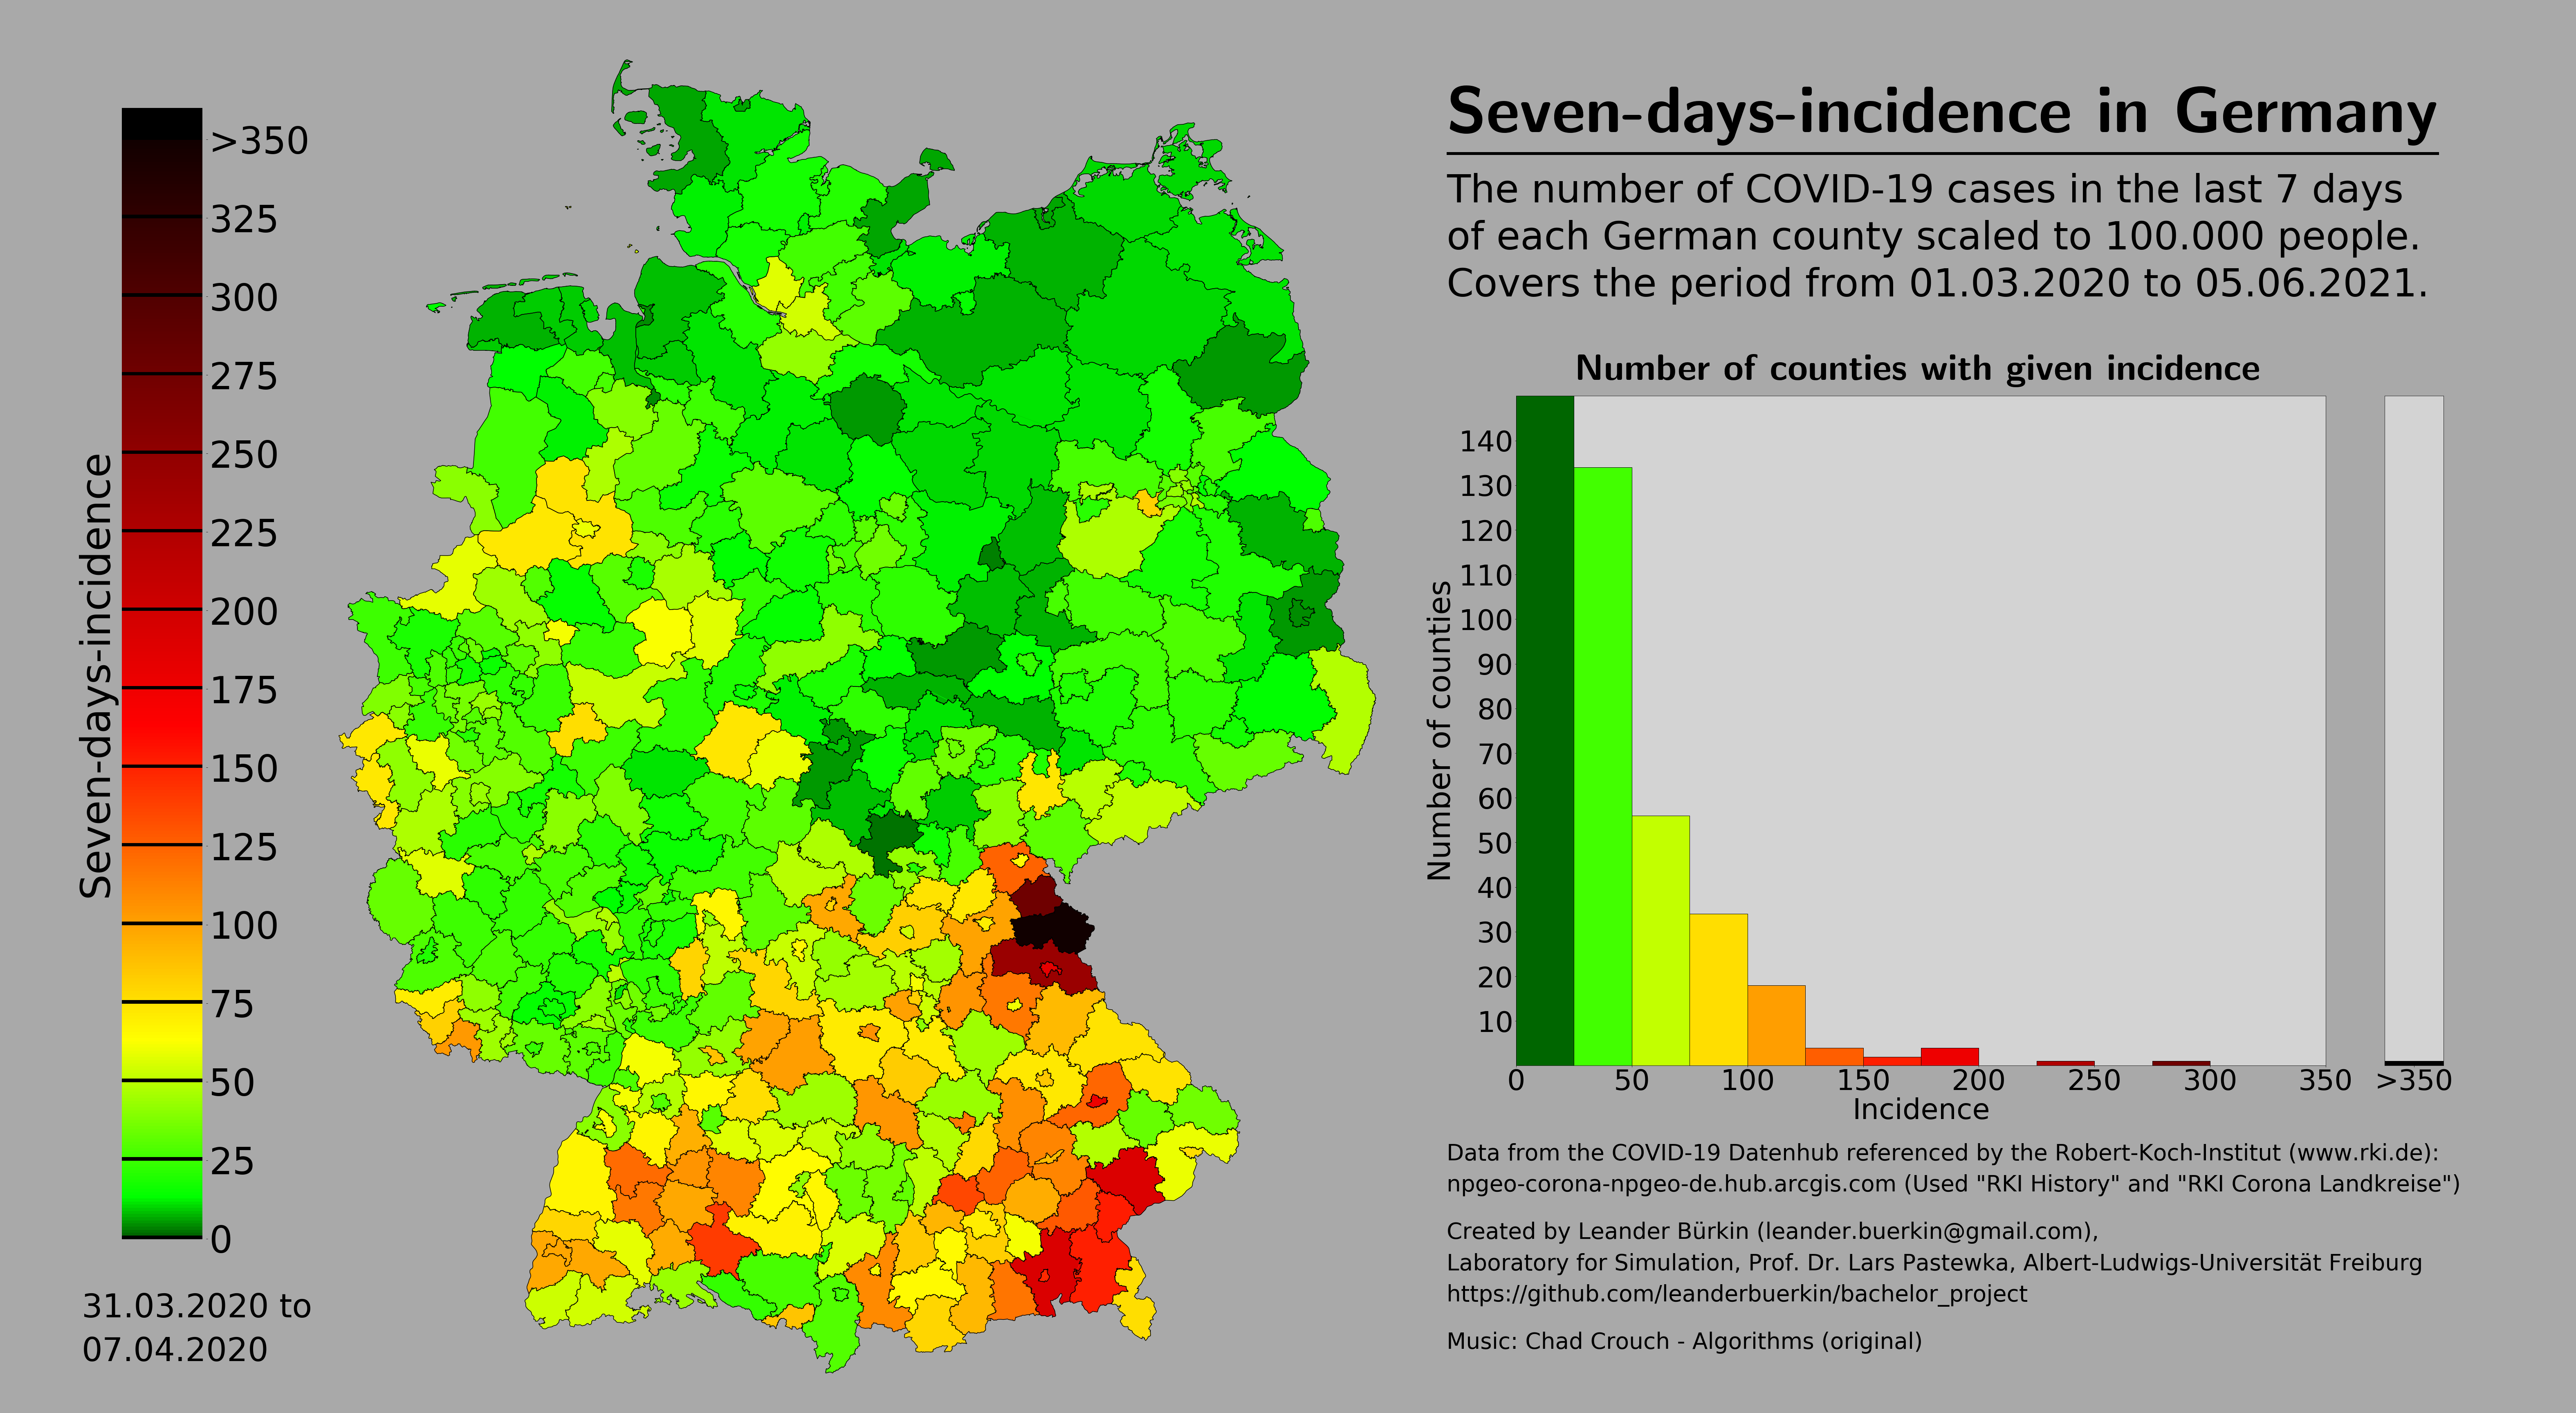 Seven-days-incidence
>350
325
300
275
250
225
200
175
150
125
100
75
50
25
0
31.03.2020 to
07.04.2020
Seven-days-incidence in Germany
The number of COVID-19 cases in the last 7 days
of each German county scaled to 100.000 people.
Covers the period from 01.03.2020 to 05.06.2021.
Number of counties with given incidence
Number of counties
140
130
120
110
100
90
80
70
60
50
40
30
20
10
0 50 100 150 200 250 300 350 >350
Incidence
Data from the COVID-19 Datenhub referenced by the Robert-Koch-Institut (www.rki.de):
npgeo-corona-npgeo-de.hub.arcgis.com (Used "RKI History" and "RKI Corona Landkreise")
Created by Leander Bürkin (leander.buerkin@gmail.com),
Laboratory for Simulation, Prof. Dr. Lars Pastewka, Albert-Ludwigs-Universität Freiburg
https://github.com/leanderbuerkin/bachelor_project
Music: Chad Crouch - Algorithms (original)